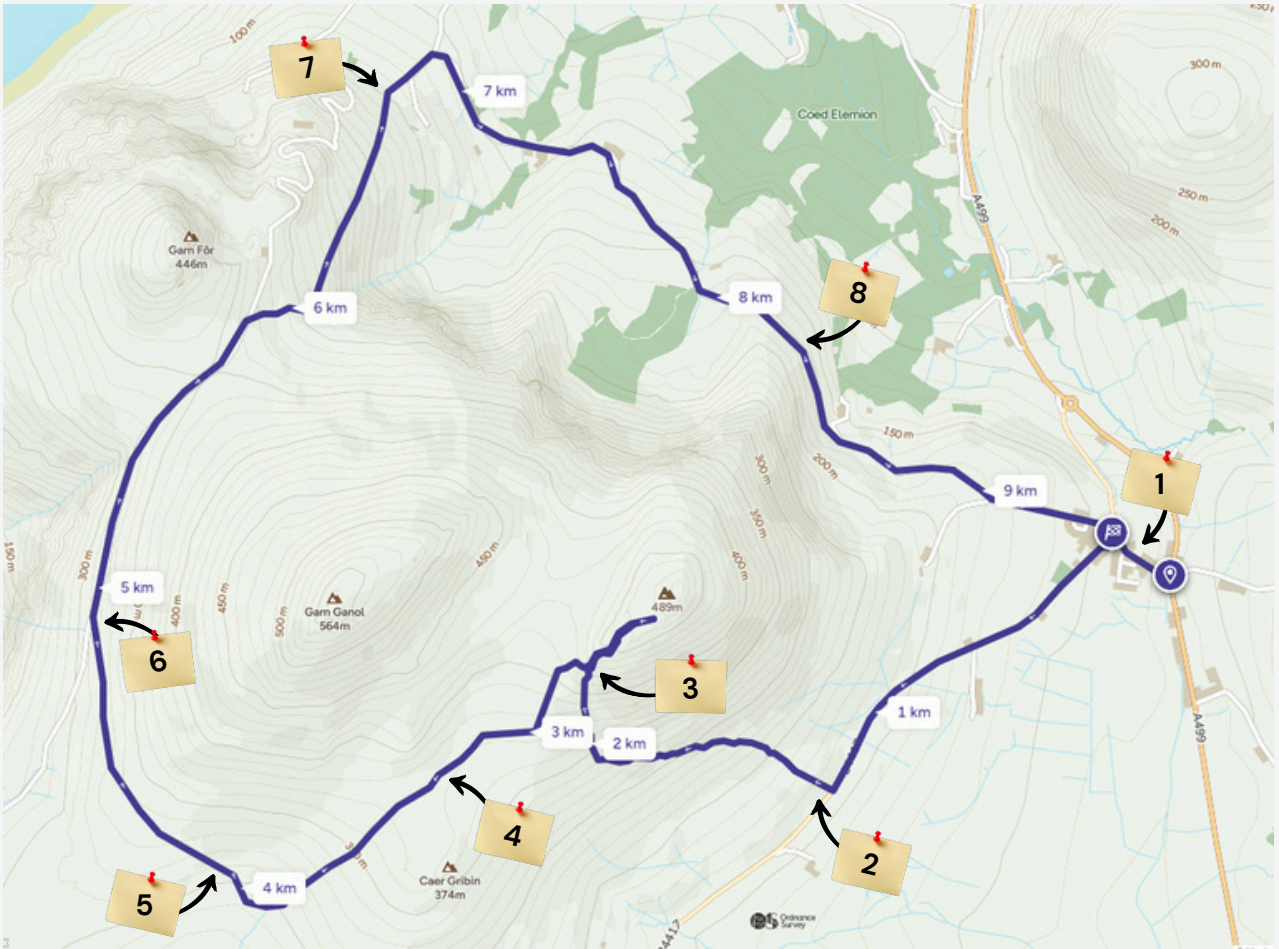 100 m
7
7 km
300 m
Coed Elernion
250 m
200 m
A499
Garn Fôr
446m
8
6 km
8 km
150 m
200 m
300 m
1
9 km
350 m
150 m
300 m
450 m
400 m
5 km
400 m
450 m
500 m
Garn Ganol
564m
489m
6
3
1 km
3 km
2 km
A499
4
2
Caer Gribin
374m
5
4 km
Ordnance
Survey